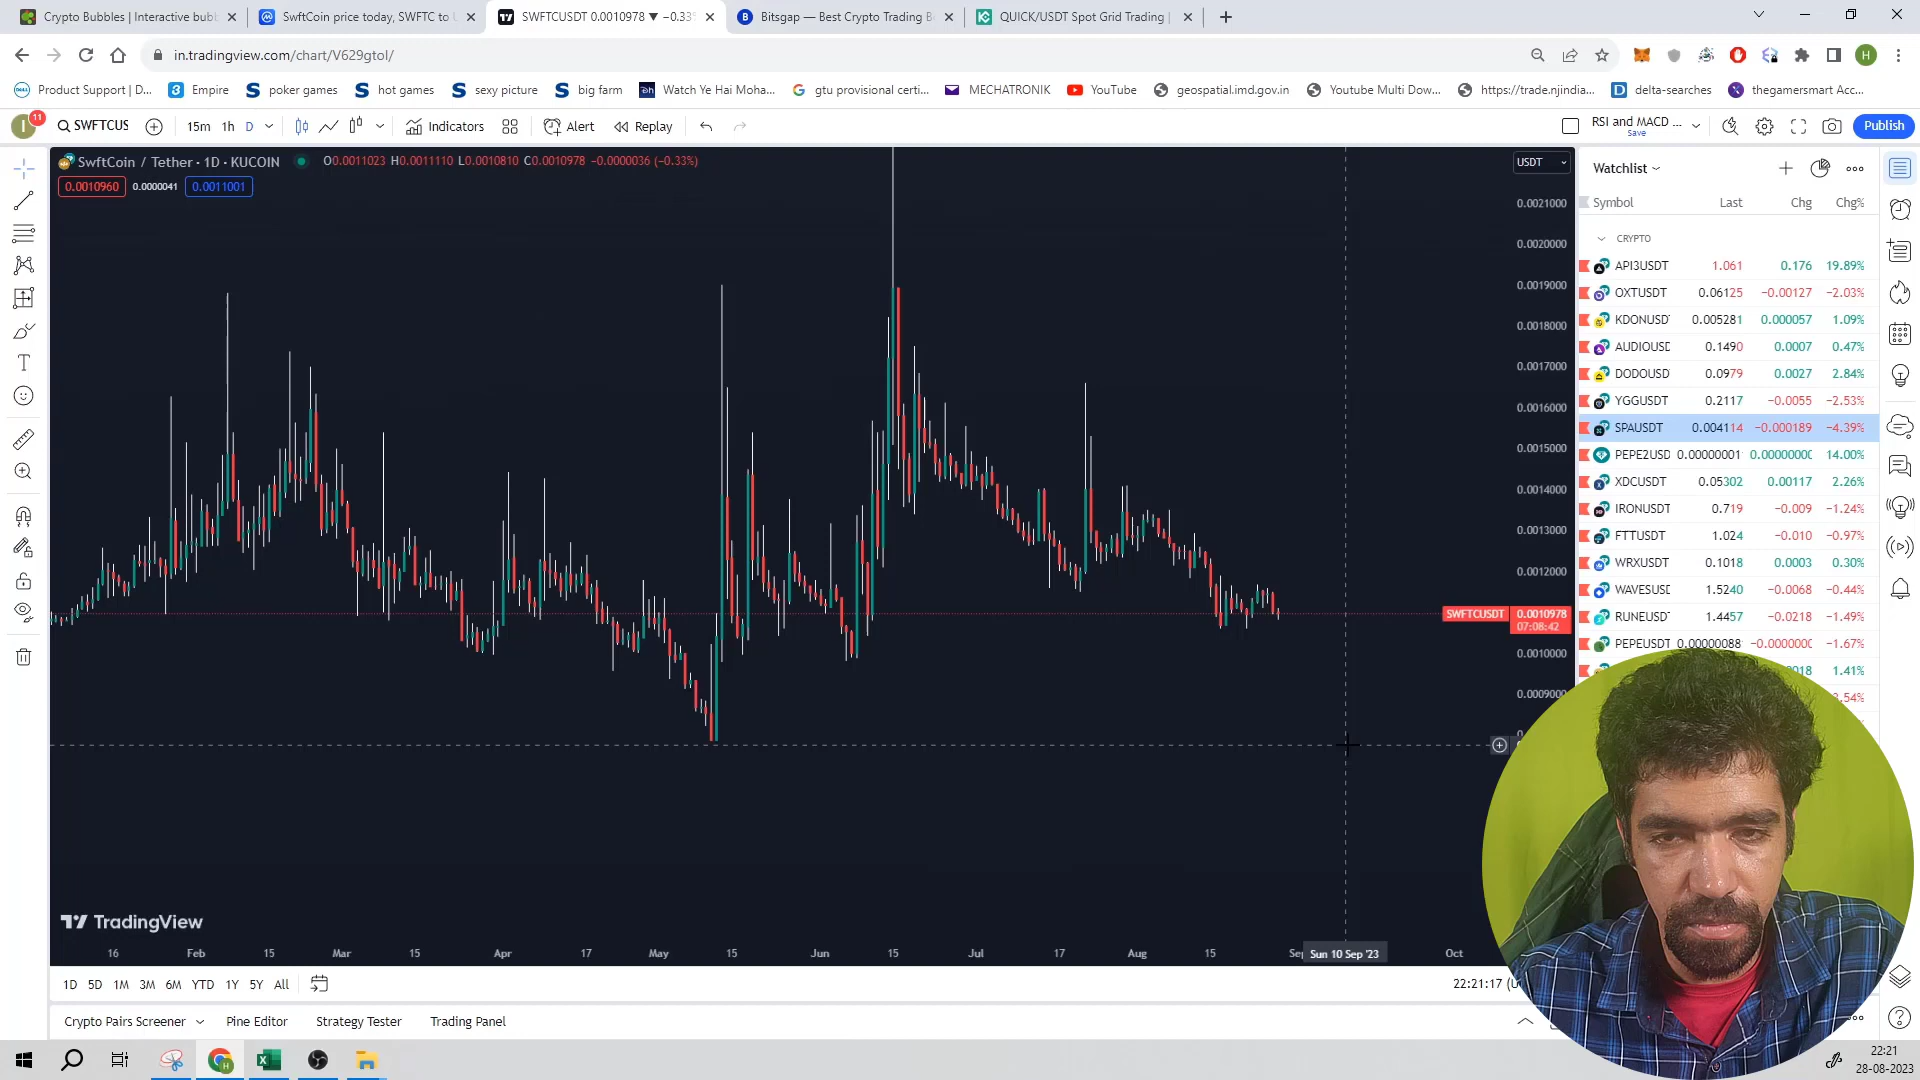 Crypto Bubbles | Interactive bubb
SwftCoin price today, SWFTC to U
SWFTCUSDT 0.0010978 ▼ −0.33%
Bitsgap — Best Crypto Trading B
QUICK/USDT Spot Grid Trading |
in.tradingview.com/chart/V629gtol/
Product Support | D...
Empire
poker games
hot games
sexy picture
big farm
Watch Ye Hai Moha...
gtu provisional certi...
MECHATRONIK
YouTube
geospatial.imd.gov.in
Youtube Multi Dow...
https://trade.njindia...
delta-searches
thegamersmart Acc...
11
SWFTCUS
15m 1h D
Indicators
Alert
Replay
RSI and MACD ...
Save
Publish
SwftCoin / Tether · 1D · KUCOIN
O0.0011023 H0.0011110 L0.0010810 C0.0010978 −0.0000036 (−0.33%)
0.0010960 0.0000041 0.0011001
USDT
0.0021000
0.0020000
0.0019000
0.0018000
0.0017000
0.0016000
0.0015000
0.0014000
0.0013000
0.0012000
SWFTCUSDT 0.0010978
07:08:42
0.0010000
0.0009000
Watchlist
Symbol Last Chg Chg%
CRYPTO
API3USDT 1.061 0.176 19.89%
OXTUSDT 0.06125 −0.00127 −2.03%
KDONUSDT 0.005281 0.000057 1.09%
AUDIOUSD 0.1490 0.0007 0.47%
DODOUSD 0.0979 0.0027 2.84%
YGGUSDT 0.2117 −0.0055 −2.53%
SPAUSDT 0.004114 −0.000189 −4.39%
PEPE2USD 0.00000001 0.00000000 14.00%
XDCUSDT 0.05302 0.00117 2.26%
IRONUSDT 0.719 −0.009 −1.24%
FTTUSDT 1.024 −0.010 −0.97%
WRXUSDT 0.1018 0.0003 0.30%
WAVESUSD 1.5240 −0.0068 −0.44%
RUNEUSDT 1.4457 −0.0218 −1.49%
PEPEUSDT 0.00000088 −0.0000000 −1.67%
1.41%
TradingView
16 Feb 15 Mar 15 Apr 17 May 15 Jun 15 Jul 17 Aug 15 Sep Sun 10 Sep '23 Oct
1D 5D 1M 3M 6M YTD 1Y 5Y All
22:21:17 (U
Crypto Pairs Screener
Pine Editor
Strategy Tester
Trading Panel
22:21
28-08-2023